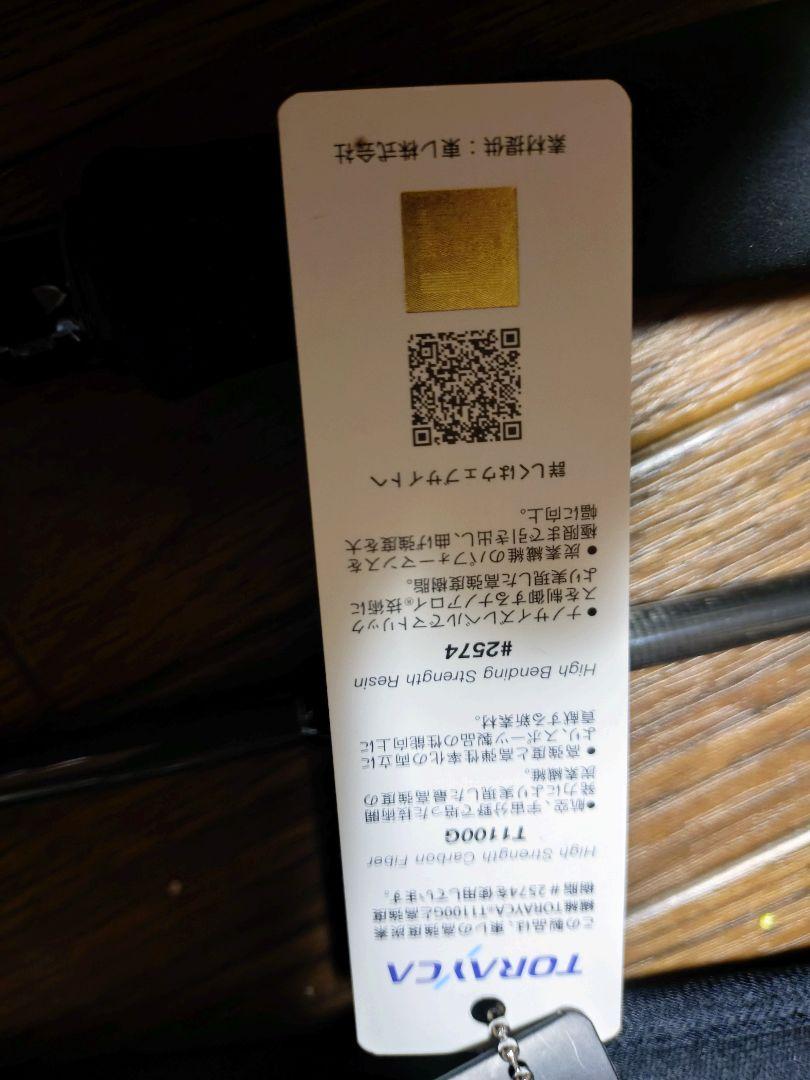 TORAYCA
この製品は、東レの高強度炭素
繊維TORAYCA®T1100Gと高強度
樹脂#2574を使用しています。
High Strength Carbon Fiber
T1100G
●航空、宇宙分野で培った技術開
発力により実現した最高強度の
炭素繊維。
●高強度と高弾性率化の両立に
より、スポーツ製品の性能向上に
貢献する新素材。
High Bending Strength Resin
#2574
●ナノサイズレベルでマトリック
スを制御するナノアロイ®技術に
より実現した高強度樹脂。
●炭素繊維のパフォーマンスを
極限まで引き出し、曲げ強度を大
幅に向上。
詳しくはウェブサイトへ
素材提供：東レ株式会社